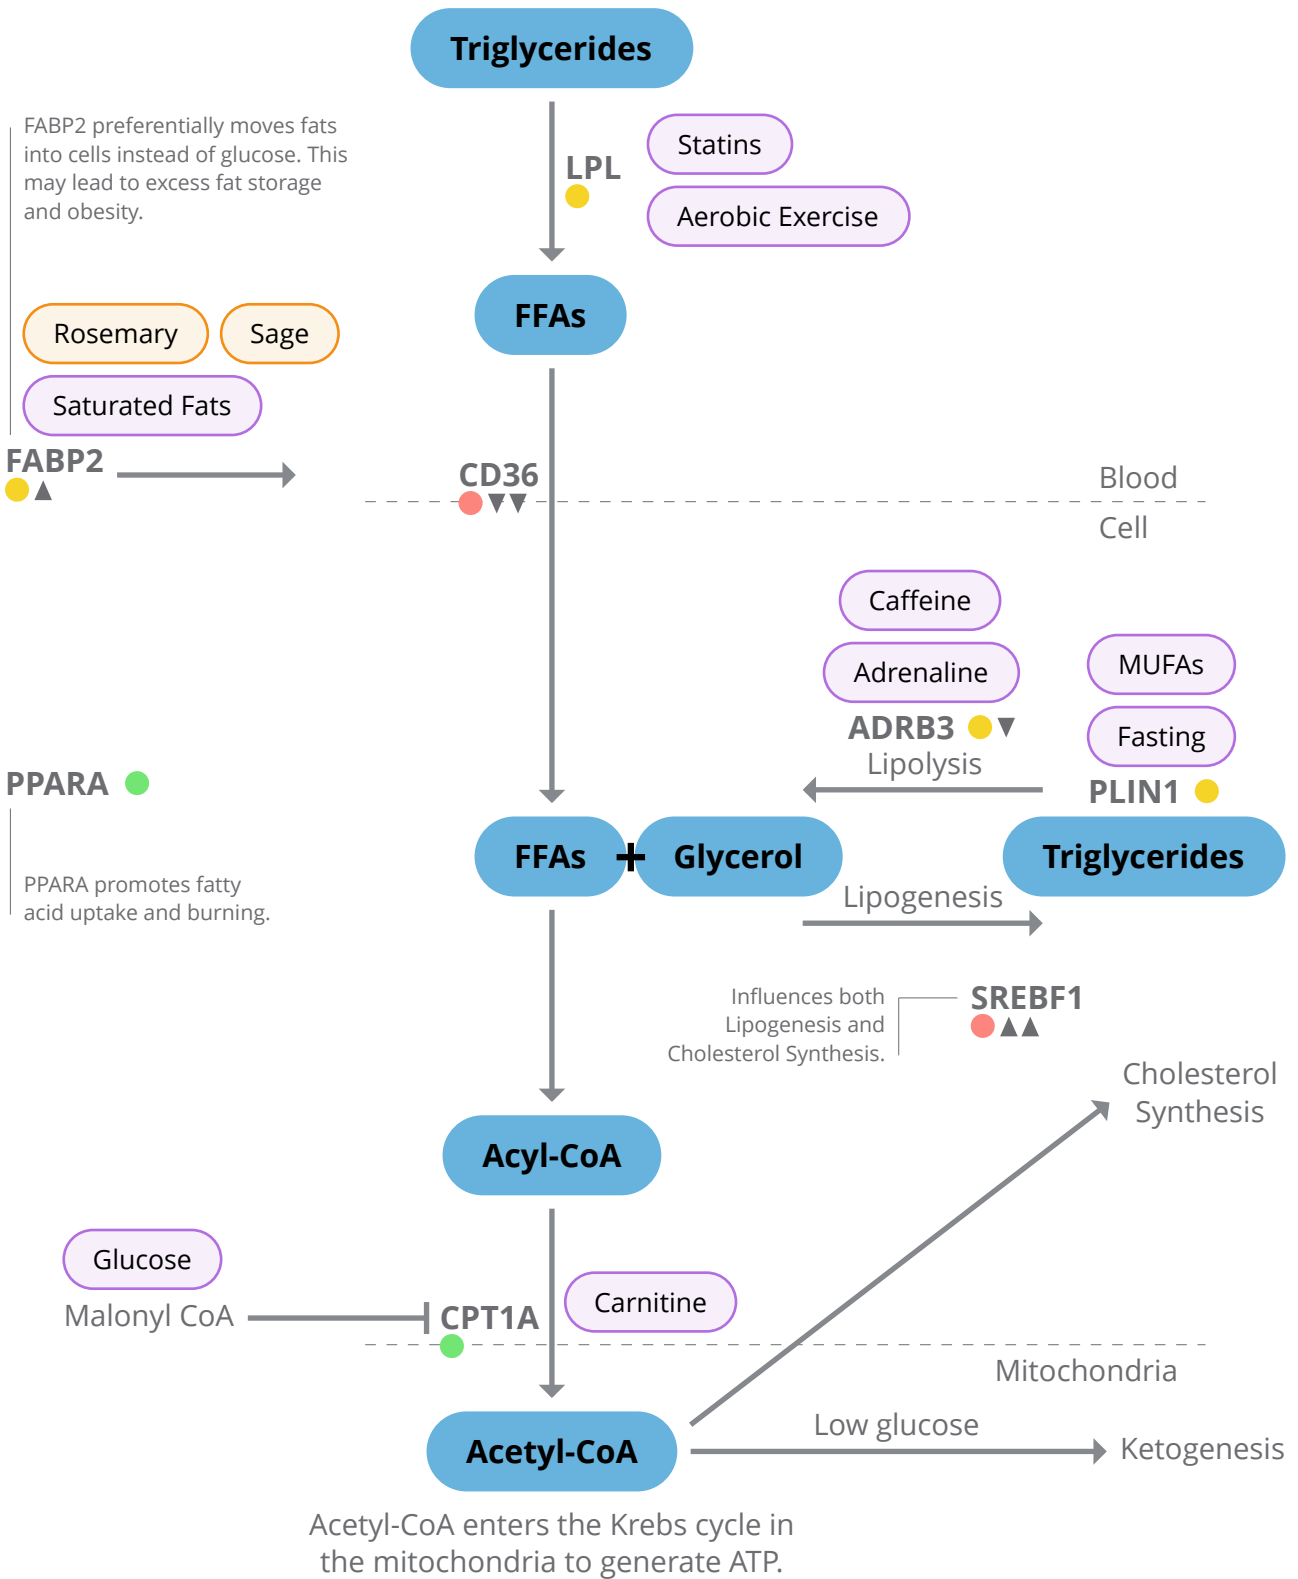 Triglycerides
FABP2 preferentially moves fats
into cells instead of glucose. This
may lead to excess fat storage
and obesity.
Statins
LPL
Aerobic Exercise
FFAs
Rosemary
Sage
Saturated Fats
FABP2
CD36
Blood
Cell
Caffeine
Adrenaline
MUFAs
ADRB3
Fasting
Lipolysis
PPARA
PLIN1
FFAs + Glycerol
Triglycerides
PPARA promotes fatty
acid uptake and burning.
Lipogenesis
Influences both
Lipogenesis and
Cholesterol Synthesis.
SREBF1
Cholesterol
Synthesis
Acyl-CoA
Glucose
Malonyl CoA
CPT1A
Carnitine
Mitochondria
Low glucose
Acetyl-CoA
Ketogenesis
Acetyl-CoA enters the Krebs cycle in
the mitochondria to generate ATP.